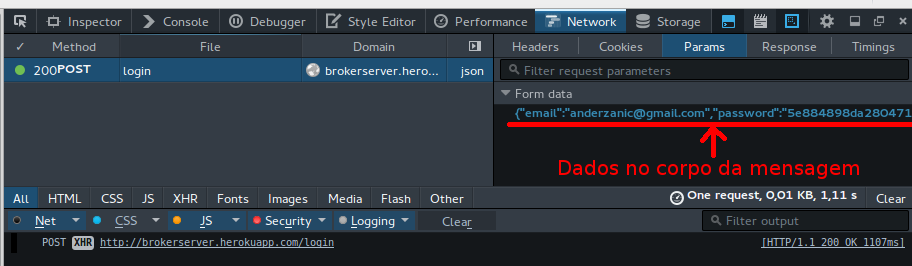 Inspector Console Debugger Style Editor Performance Network Storage
✓ Method File Domain
Headers Cookies Params Response Timings
200 POST login brokerserver.hero... json
Filter request parameters
Form data
{"email":"anderzanic@gmail.com","password":"5e884898da280471
Dados no corpo da mensagem
All HTML CSS JS XHR Fonts Images Media Flash Other One request, 0,01 KB, 1,11 s Clear
Net CSS JS Security Logging Clear Filter output
POST XHR http://brokerserver.herokuapp.com/login [HTTP/1.1 200 OK 1107ms]